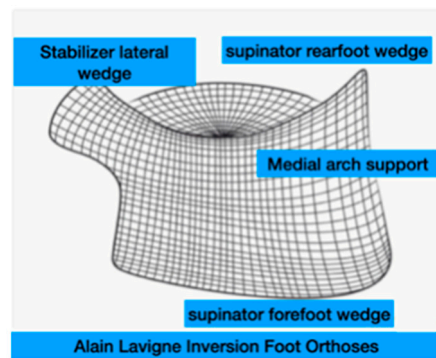 Stabilizer lateral
wedge
supinator rearfoot wedge
Medial arch support
supinator forefoot wedge
Alain Lavigne Inversion Foot Orthoses